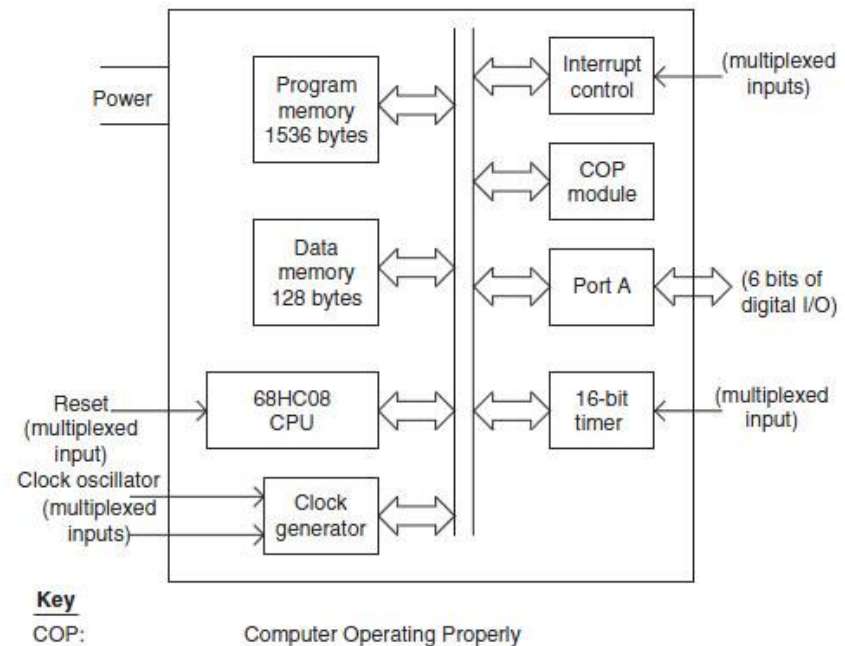 Power
Program
memory
1536 bytes
Data
memory
128 bytes
68HC08
CPU
Clock
generator
Reset
(multiplexed
input)
Clock oscillator
(multiplexed
inputs)
Interrupt
control
(multiplexed
inputs)
COP
module
Port A
(6 bits of
digital I/O)
16-bit
timer
(multiplexed
input)
Key
COP: Computer Operating Properly